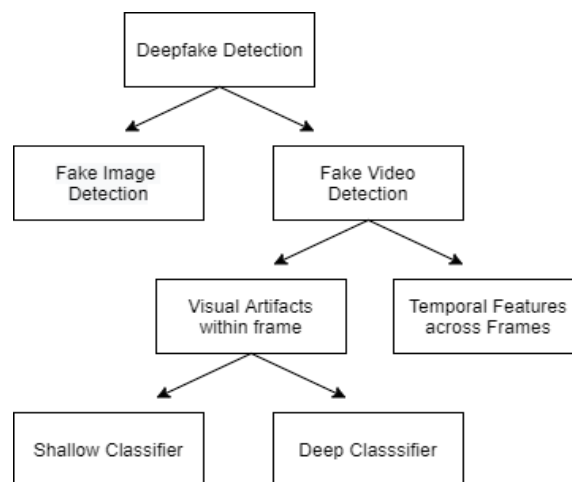 Deepfake Detection
Fake Image
Detection
Fake Video
Detection
Visual Artifacts
within frame
Temporal Features
across Frames
Shallow Classifier
Deep Classsifier